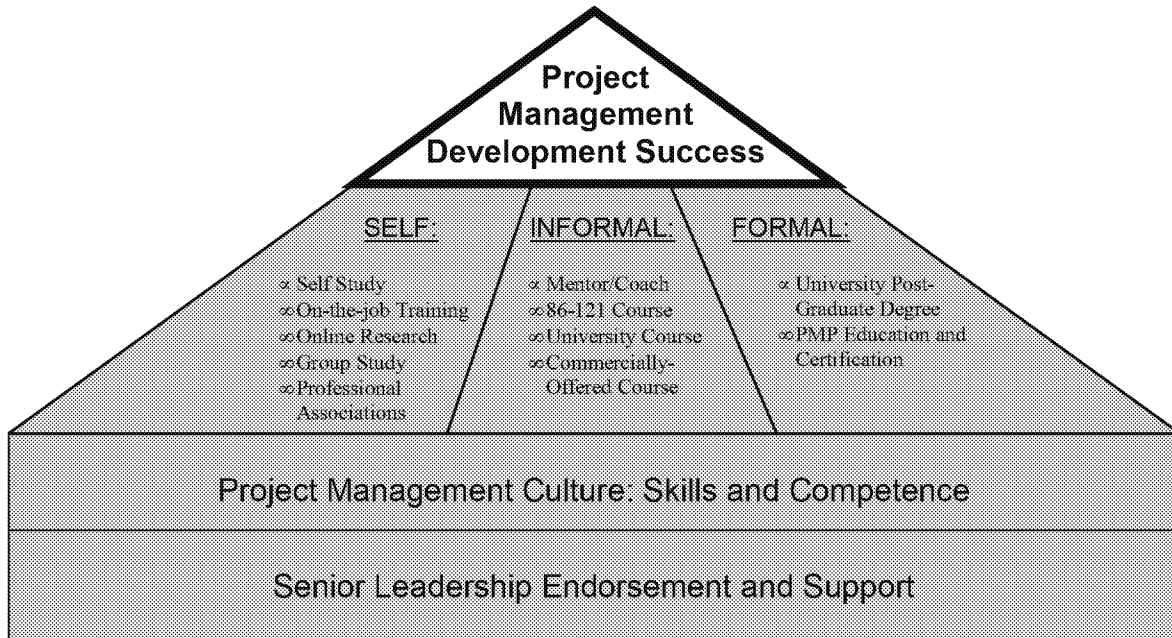 Project
Management
Development Success
SELF:
∝ Self Study
∞ On-the-job Training
∞ Online Research
∞ Group Study
∞ Professional
Associations
INFORMAL:
∝ Mentor/Coach
∞ 86-121 Course
∞ University Course
∞ Commercially-
Offered Course
FORMAL:
∝ University Post-
Graduate Degree
∞ PMP Education and
Certification
Project Management Culture: Skills and Competence
Senior Leadership Endorsement and Support